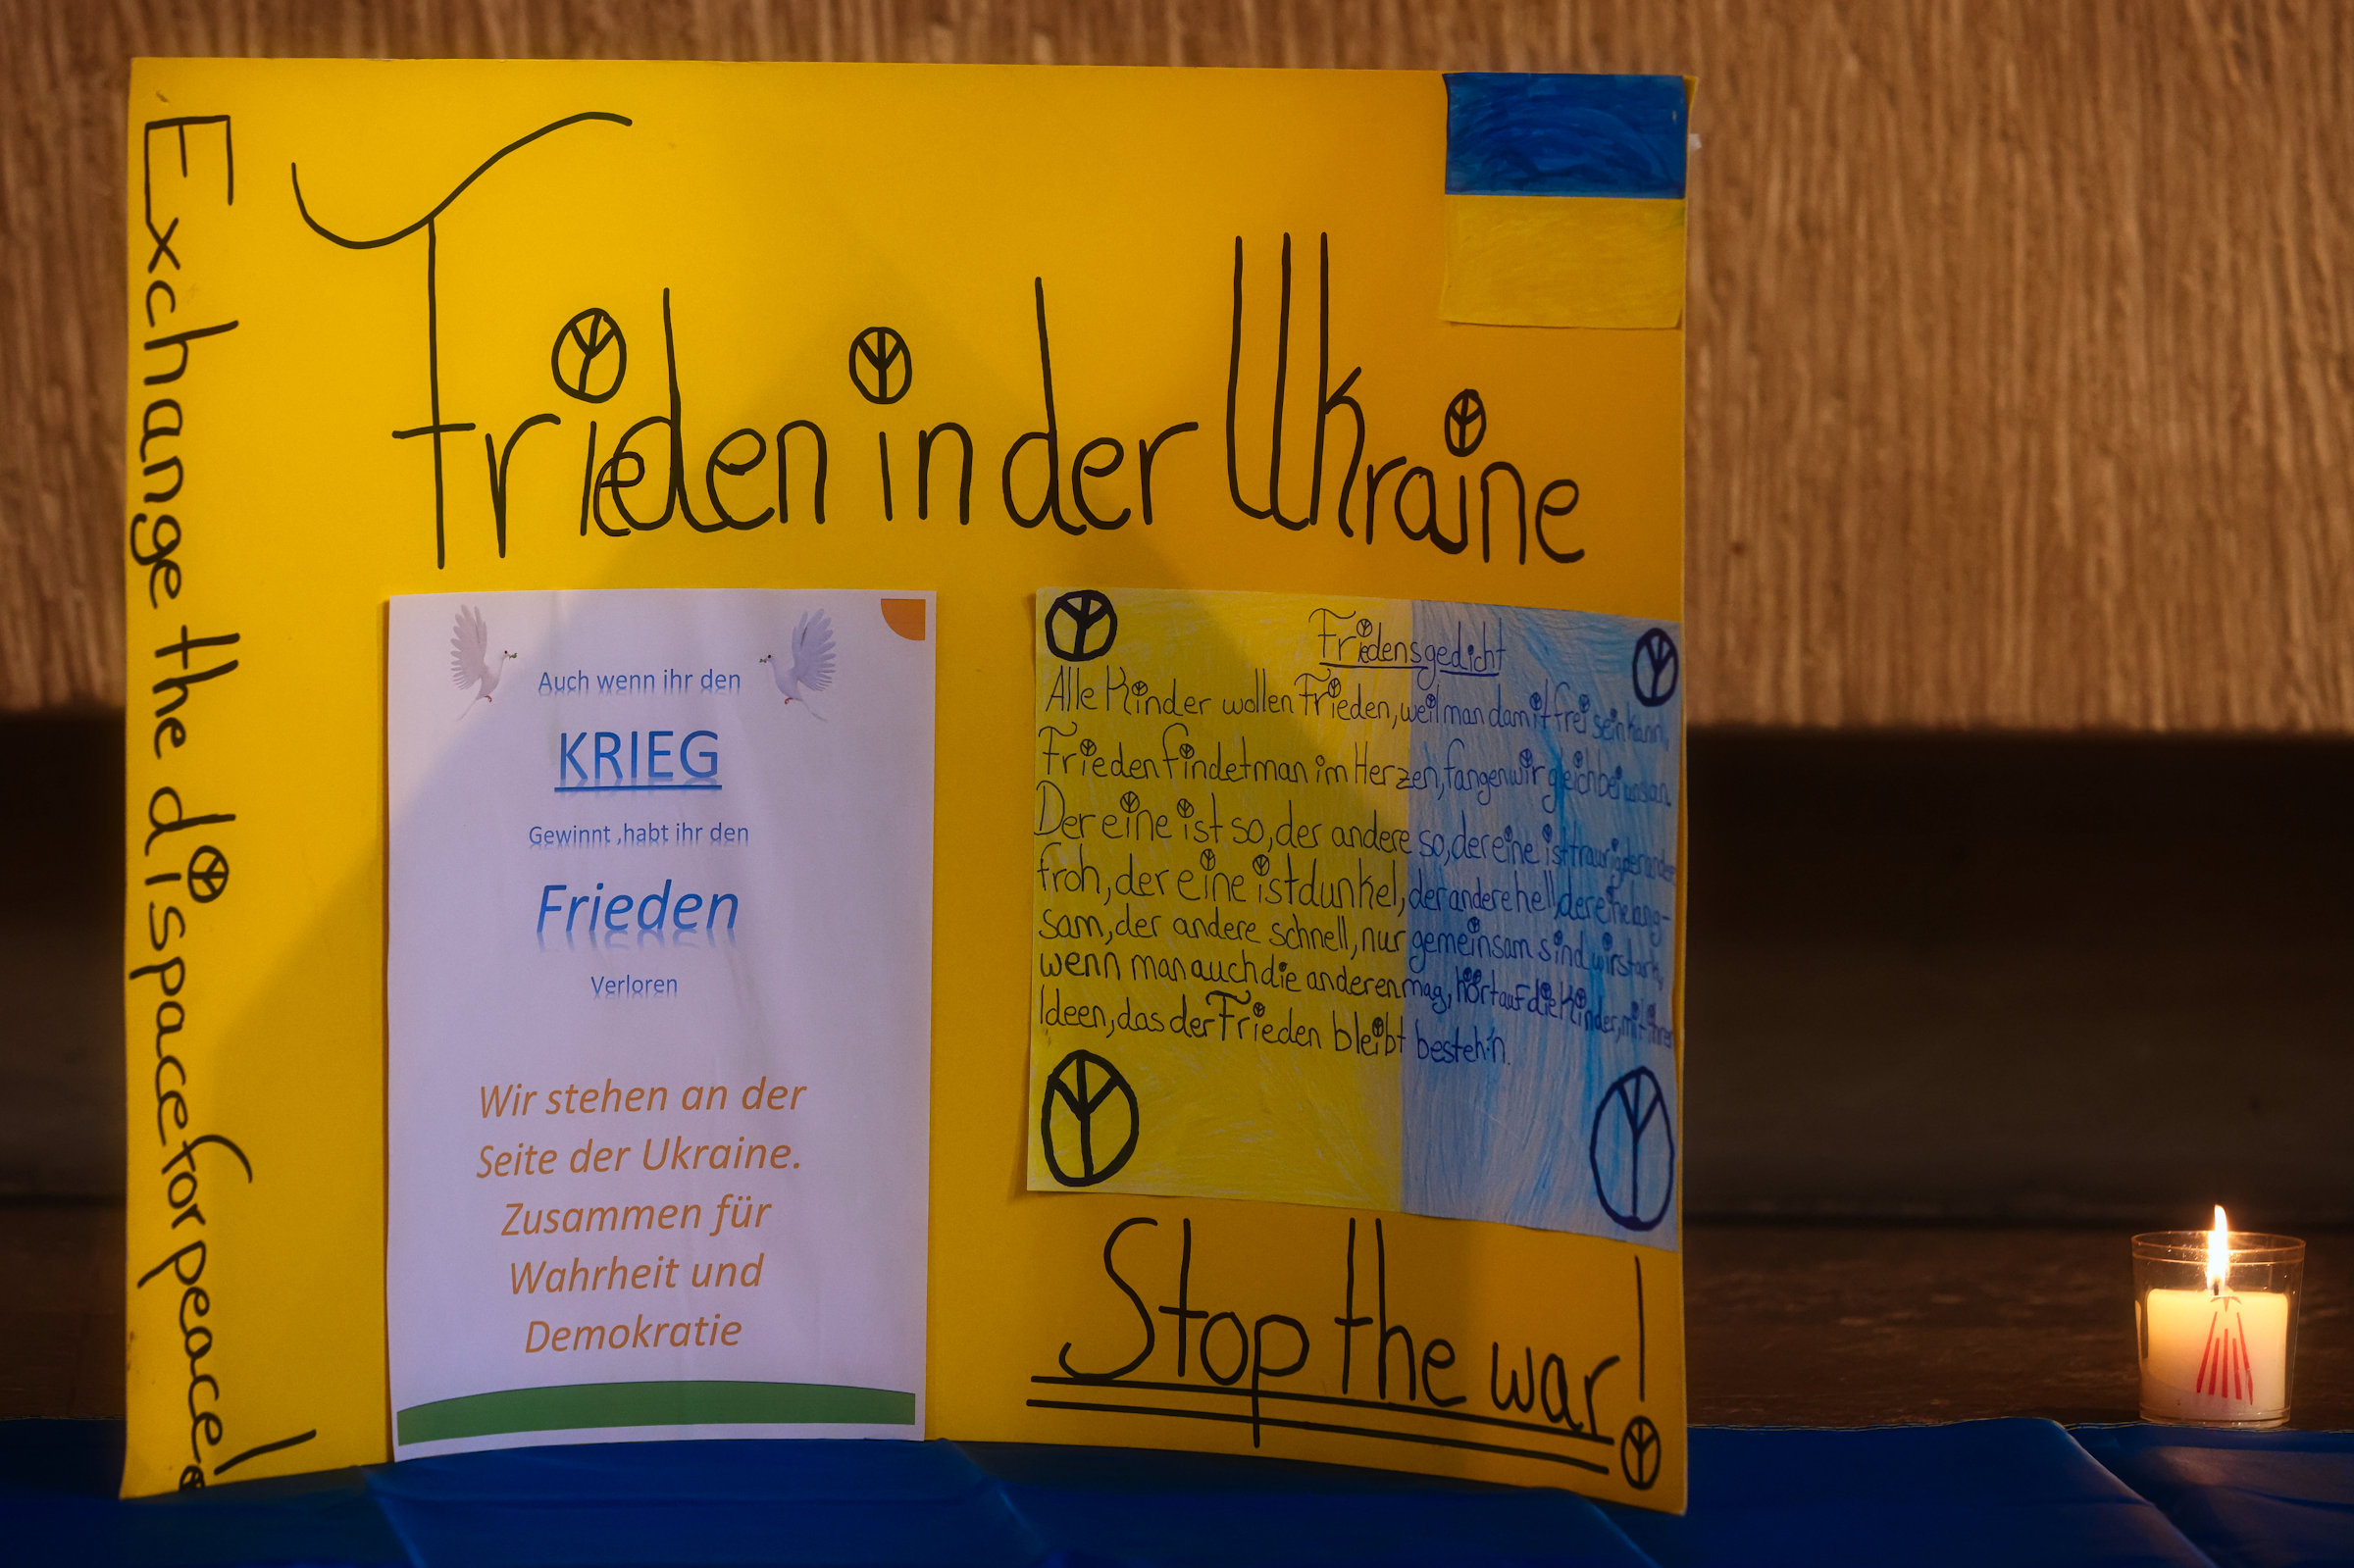 Exchange the dispace for peace!
Frieden in der Ukraine
Auch wenn ihr den
KRIEG
Gewinnt ,habt ihr den
Frieden
Verloren
Wir stehen an der
Seite der Ukraine.
Zusammen für
Wahrheit und
Demokratie
Friedensgedicht
Alle Kinder wollen Frieden, weil man damit frei sein kann,
Frieden findet man im Herzen, fangen wir gleich bei uns an.
Der eine ist so, der andere so, der eine ist traurig der andere
froh, der eine ist dunkel, der andere hell, der eine lang-
sam, der andere schnell, nur gemeinsam sind wir stark,
wenn man auch die anderen mag, hört auf die Kinder, mit ihren
Ideen, das der Frieden bleibt besteh'n.
Stop the war!